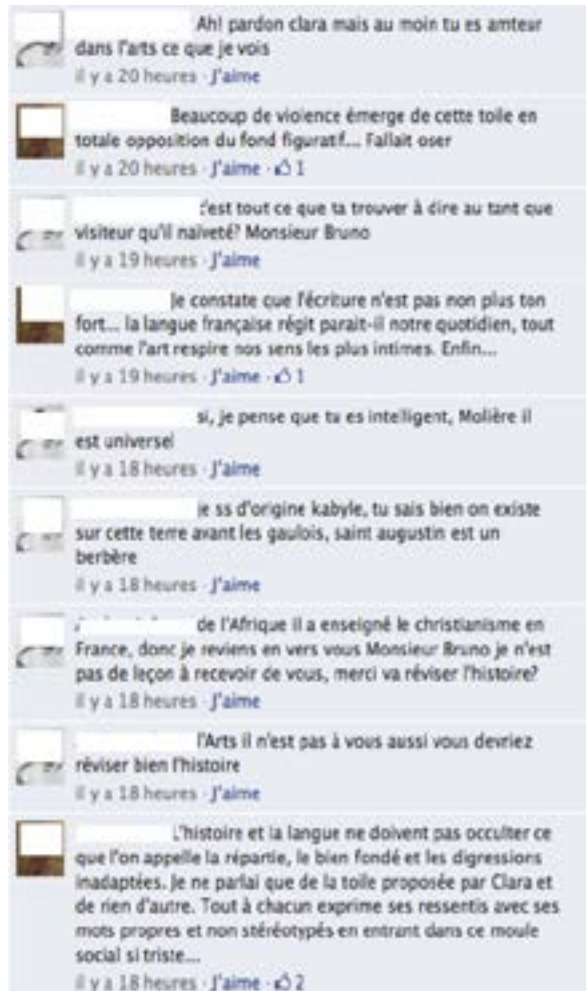 Ah! pardon clara mais au moin tu es amteur
dans l'arts ce que je vois
il y a 20 heures · J'aime
Beaucoup de violence émerge de cette toile en
totale opposition du fond figuratif... Fallait oser
il y a 20 heures · J'aime · 1
c'est tout ce que ta trouver à dire au tant que
visiteur qu'il naïveté? Monsieur Bruno
il y a 19 heures · J'aime
Je constate que l'écriture n'est pas non plus ton
fort... la langue française régit parait-il notre quotidien, tout
comme l'art respire nos sens les plus intimes. Enfin...
il y a 19 heures · J'aime · 1
si, je pense que tu es intelligent, Molière il
est universel
il y a 18 heures · J'aime
je ss d'origine kabyle, tu sais bien on existe
sur cette terre avant les gaulois, saint augustin est un
berbère
il y a 18 heures · J'aime
de l'Afrique il a enseigné le christianisme en
France, donc je reviens en vers vous Monsieur Bruno je n'est
pas de leçon à recevoir de vous, merci va réviser l'histoire?
il y a 18 heures · J'aime
l'Arts il n'est pas à vous aussi vous devriez
réviser bien l'histoire
il y a 18 heures · J'aime
L'histoire et la langue ne doivent pas occulter ce
que l'on appelle la répartie, le bien fondé et les digressions
inadaptées. Je ne parlai que de la toile proposée par Clara et
de rien d'autre. Tout à chacun exprime ses ressentis avec ses
mots propres et non stéréotypés en entrant dans ce moule
social si triste...
il y a 18 heures · J'aime · 2